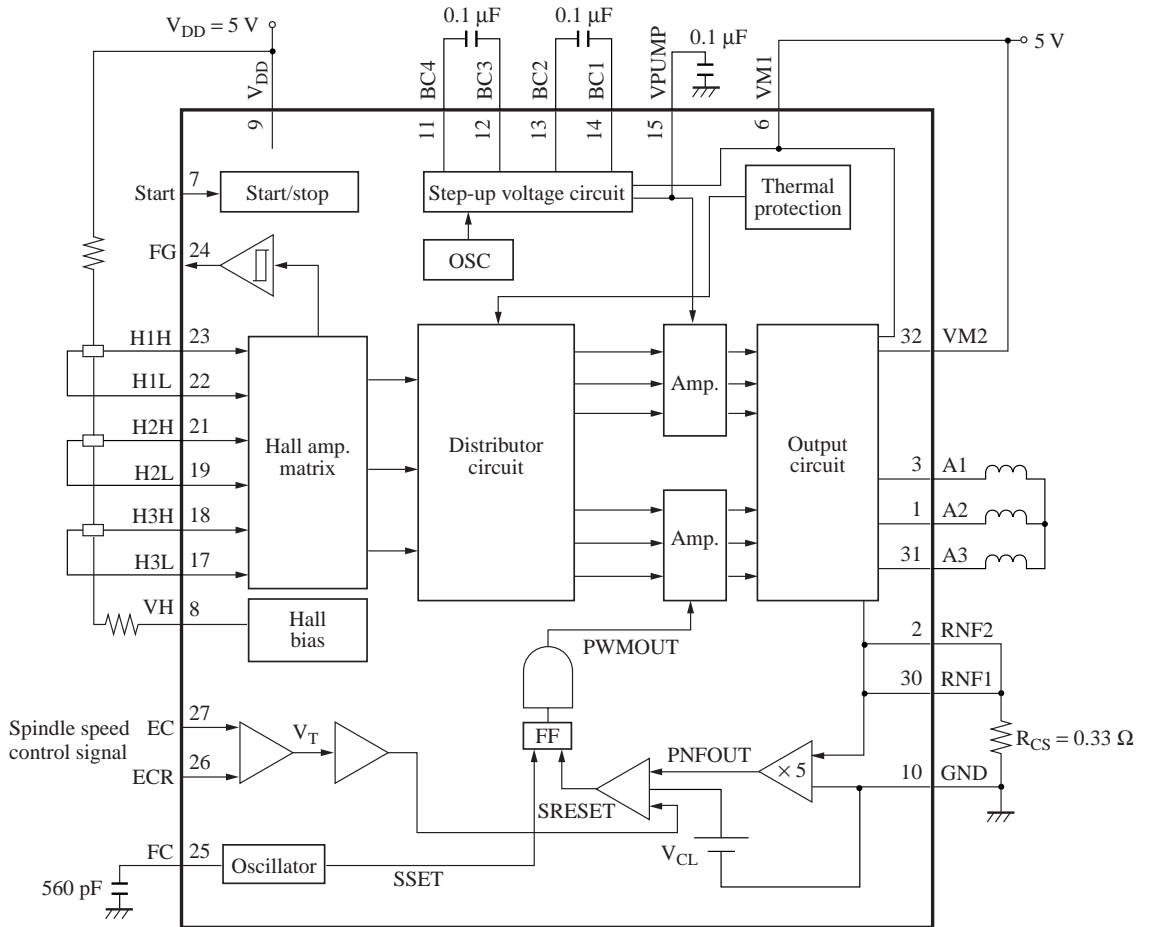 V_DD = 5 V
0.1 µF
0.1 µF
0.1 µF
5 V
V_DD
BC4
BC3
BC2
BC1
VPUMP
VM1
9
11
12
13
14
15
6
Start
7
Start/stop
Step-up voltage circuit
Thermal
protection
FG
24
OSC
H1H
23
H1L
22
H2H
21
H2L
19
H3H
18
H3L
17
VH
8
Hall amp.
matrix
Distributor
circuit
Amp.
Amp.
Output
circuit
32
VM2
3
A1
1
A2
31
A3
Hall
bias
PWMOUT
2
RNF2
30
RNF1
Spindle speed
control signal
EC
27
ECR
26
V_T
FF
PNFOUT
× 5
R_CS = 0.33 Ω
10
GND
SRESET
V_CL
FC
25
Oscillator
SSET
560 pF